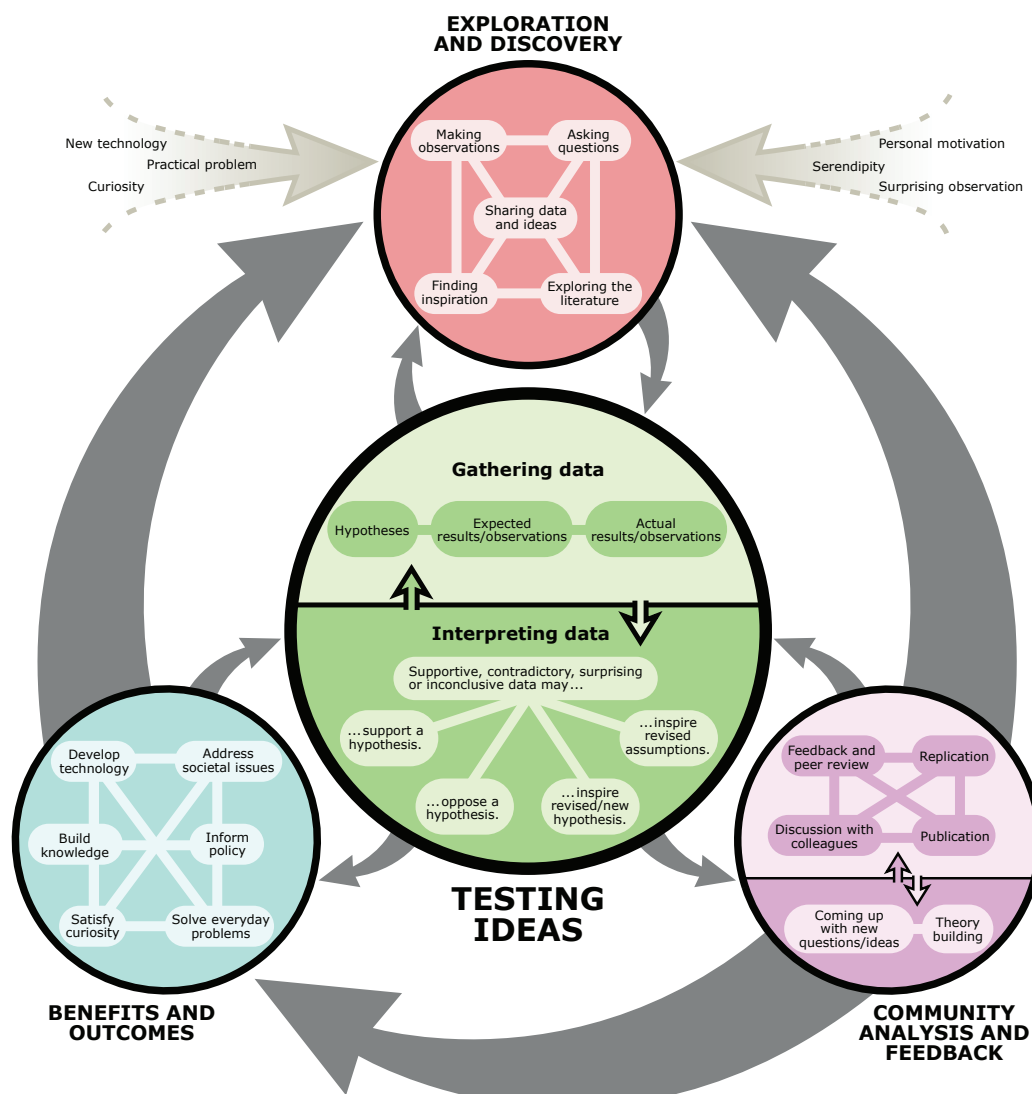 EXPLORATION
AND DISCOVERY
New technology
Practical problem
Curiosity
Personal motivation
Serendipity
Surprising observation
Making
observations
Asking
questions
Sharing data
and ideas
Finding
inspiration
Exploring the
literature
Gathering data
Hypotheses
Expected
results/observations
Actual
results/observations
Interpreting data
Supportive, contradictory, surprising
or inconclusive data may...
...support a
hypothesis.
...oppose a
hypothesis.
...inspire
revised/new
hypothesis.
...inspire
revised
assumptions.
TESTING
IDEAS
Develop
technology
Address
societal issues
Build
knowledge
Inform
policy
Satisfy
curiosity
Solve everyday
problems
BENEFITS AND
OUTCOMES
Feedback and
peer review
Replication
Discussion with
colleagues
Publication
Coming up
with new
questions/ideas
Theory
building
COMMUNITY
ANALYSIS AND
FEEDBACK